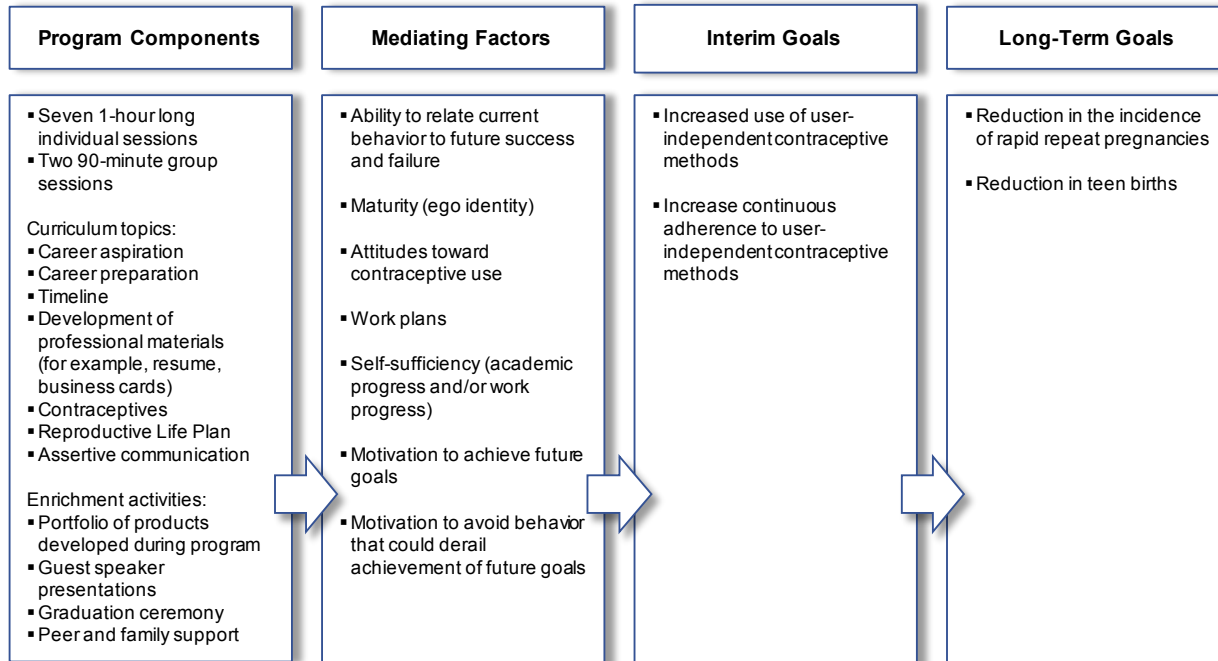 Program Components
Mediating Factors
Interim Goals
Long-Term Goals
▪ Seven 1-hour long
individual sessions
▪ Two 90-minute group
sessions
Curriculum topics:
▪ Career aspiration
▪ Career preparation
▪ Timeline
▪ Development of
professional materials
(for example, resume,
business cards)
▪ Contraceptives
▪ Reproductive Life Plan
▪ Assertive communication
Enrichment activities:
▪ Portfolio of products
developed during program
▪ Guest speaker
presentations
▪ Graduation ceremony
▪ Peer and family support
▪ Ability to relate current
behavior to future success
and failure
▪ Maturity (ego identity)
▪ Attitudes toward
contraceptive use
▪ Work plans
▪ Self-sufficiency (academic
progress and/or work
progress)
▪ Motivation to achieve future
goals
▪ Motivation to avoid behavior
that could derail
achievement of future goals
▪ Increased use of user-
independent contraceptive
methods
▪ Increase continuous
adherence to user-
independent contraceptive
methods
▪ Reduction in the incidence
of rapid repeat pregnancies
▪ Reduction in teen births